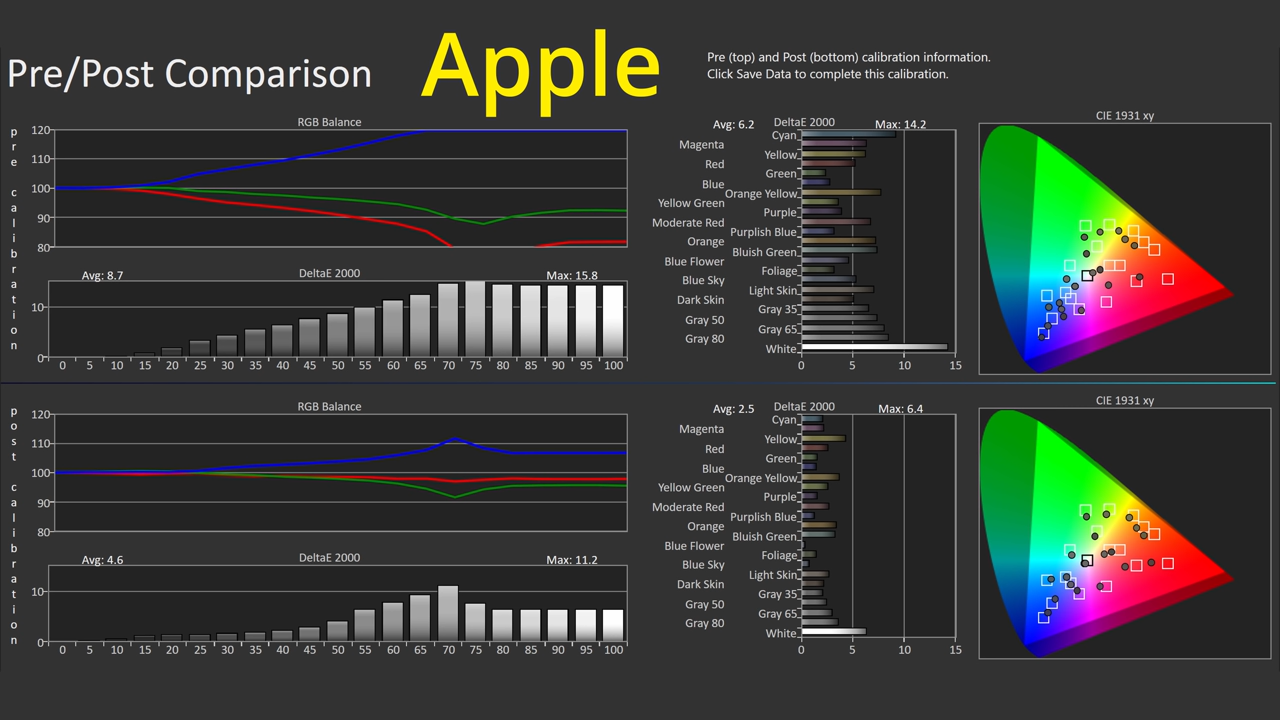 Pre/Post Comparison
Apple
Pre (top) and Post (bottom) calibration information.
Click Save Data to complete this calibration.
pre calibration
RGB Balance
120
110
100
90
80
Avg: 8.7
DeltaE 2000
Max: 15.8
10
0
0 5 10 15 20 25 30 35 40 45 50 55 60 65 70 75 80 85 90 95 100
Avg: 6.2
DeltaE 2000
Max: 14.2
Cyan
Magenta
Yellow
Red
Green
Blue
Orange Yellow
Yellow Green
Purple
Moderate Red
Purplish Blue
Orange
Bluish Green
Blue Flower
Foliage
Blue Sky
Light Skin
Dark Skin
Gray 35
Gray 50
Gray 65
Gray 80
White
0 5 10 15
CIE 1931 xy
post calibration
RGB Balance
120
110
100
90
80
Avg: 4.6
DeltaE 2000
Max: 11.2
10
0
0 5 10 15 20 25 30 35 40 45 50 55 60 65 70 75 80 85 90 95 100
Avg: 2.5
DeltaE 2000
Max: 6.4
Cyan
Magenta
Yellow
Red
Green
Blue
Orange Yellow
Yellow Green
Purple
Moderate Red
Purplish Blue
Orange
Bluish Green
Blue Flower
Foliage
Blue Sky
Light Skin
Dark Skin
Gray 35
Gray 50
Gray 65
Gray 80
White
0 5 10 15
CIE 1931 xy